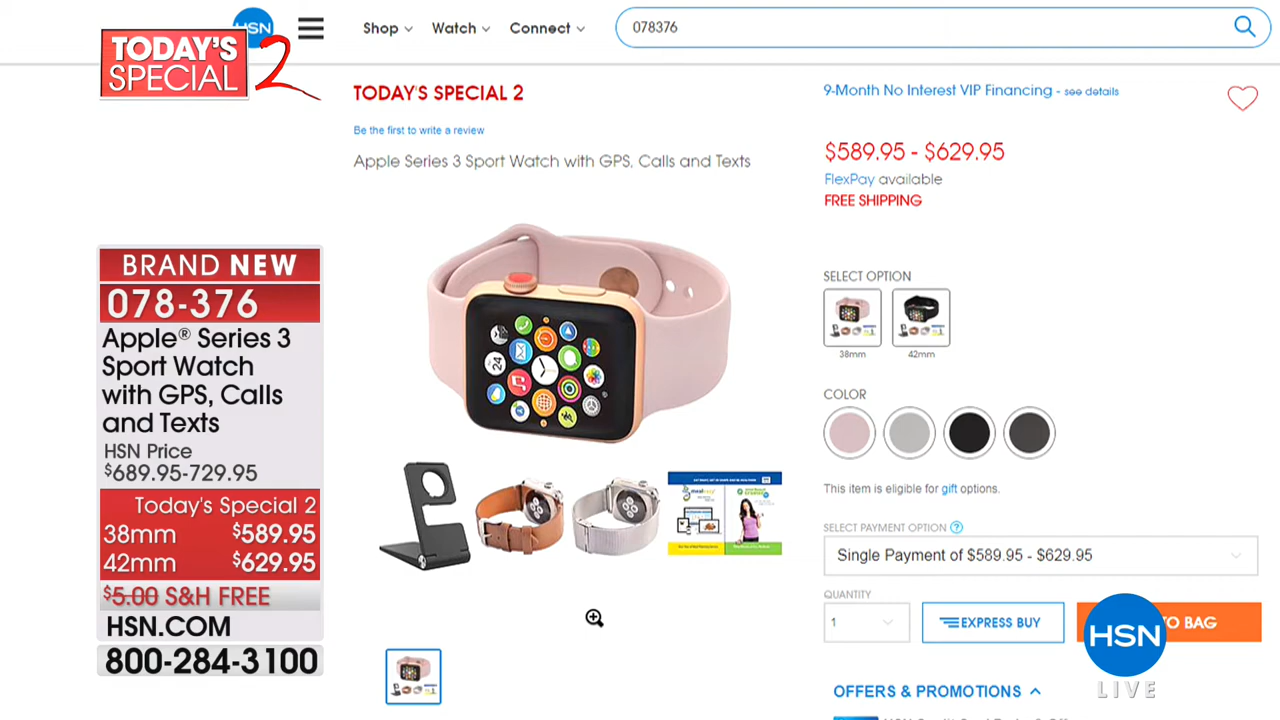 HSN
Shop
Watch
Connect
078376
TODAY'S
SPECIAL 2
TODAY'S SPECIAL 2
Be the first to write a review
Apple Series 3 Sport Watch with GPS, Calls and Texts
9-Month No Interest VIP Financing - see details
$589.95 - $629.95
FlexPay available
FREE SHIPPING
SELECT OPTION
38mm
42mm
COLOR
This item is eligible for gift options.
SELECT PAYMENT OPTION ?
Single Payment of $589.95 - $629.95
QUANTITY
1
EXPRESS BUY
TO BAG
HSN
LIVE
OFFERS & PROMOTIONS
BRAND NEW
078-376
Apple® Series 3
Sport Watch
with GPS, Calls
and Texts
HSN Price
$689.95-729.95
Today's Special 2
38mm $589.95
42mm $629.95
$5.00 S&H FREE
HSN.COM
800-284-3100
24